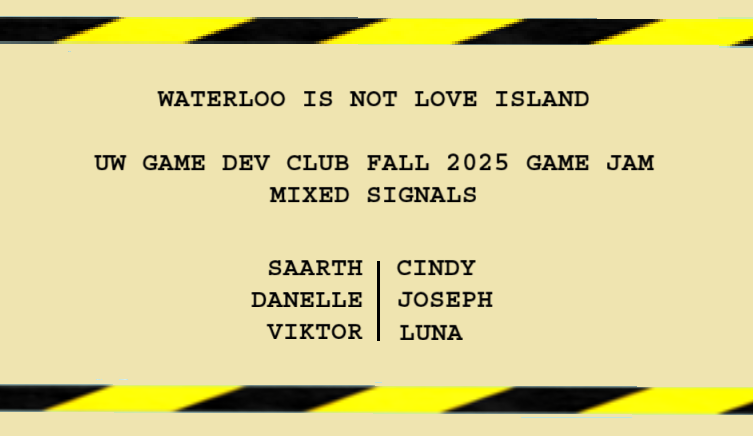 WATERLOO IS NOT LOVE ISLAND
UW GAME DEV CLUB FALL 2025 GAME JAM
MIXED SIGNALS
SAARTH | CINDY
DANELLE | JOSEPH
VIKTOR | LUNA